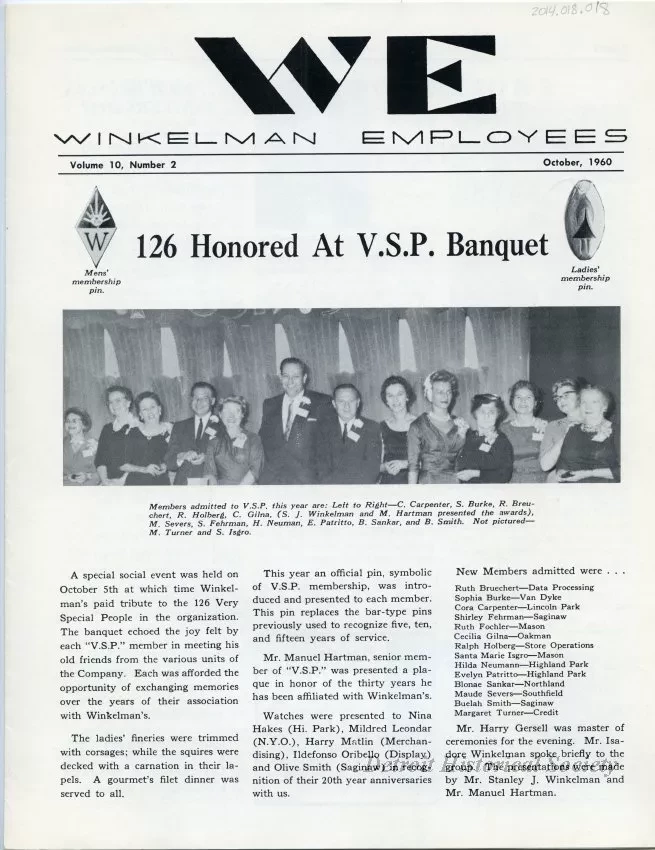 2014.018.018
WE
WINKELMAN EMPLOYEES
Volume 10, Number 2
October, 1960
W
Mens'
membership
pin.
126 Honored At V.S.P. Banquet
Ladies'
membership
pin.
Members admitted to V.S.P. this year are: Left to Right—C. Carpenter, S. Burke, R. Breu-
chert, R. Holberg, C. Gilna, (S. J. Winkelman and M. Hartman presented the awards),
M. Severs, S. Fehrman, H. Neuman, E. Patritto, B. Sankar, and B. Smith. Not pictured—
M. Turner and S. Isgro.
A special social event was held on
October 5th at which time Winkel-
man's paid tribute to the 126 Very
Special People in the organization.
The banquet echoed the joy felt by
each "V.S.P." member in meeting his
old friends from the various units of
the Company. Each was afforded the
opportunity of exchanging memories
over the years of their association
with Winkelman's.
The ladies' fineries were trimmed
with corsages; while the squires were
decked with a carnation in their la-
pels. A gourmet's filet dinner was
served to all.
This year an official pin, symbolic
of V.S.P. membership, was intro-
duced and presented to each member.
This pin replaces the bar-type pins
previously used to recognize five, ten,
and fifteen years of service.
Mr. Manuel Hartman, senior mem-
ber of "V.S.P." was presented a pla-
que in honor of the thirty years he
has been affiliated with Winkelman's.
Watches were presented to Nina
Hakes (Hi. Park), Mildred Leondar
(N.Y.O.), Harry Matlin (Merchan-
dising), Ildefonso Oribello (Display)
and Olive Smith (Saginaw) in recog-
nition of their 20th year anniversaries
with us.
New Members admitted were . . .
Ruth Bruechert—Data Processing
Sophia Burke—Van Dyke
Cora Carpenter—Lincoln Park
Shirley Fehrman—Saginaw
Ruth Fochler—Mason
Cecilia Gilna—Oakman
Ralph Holberg—Store Operations
Santa Marie Isgro—Mason
Hilda Neumann—Highland Park
Evelyn Patritto—Highland Park
Blonae Sankar—Northland
Maude Severs—Southfield
Buelah Smith—Saginaw
Margaret Turner—Credit
Mr. Harry Gersell was master of
ceremonies for the evening. Mr. Isa-
dore Winkelman spoke briefly to the
group. The presentations were made
by Mr. Stanley J. Winkelman and
Mr. Manuel Hartman.
Detroit Historical Society